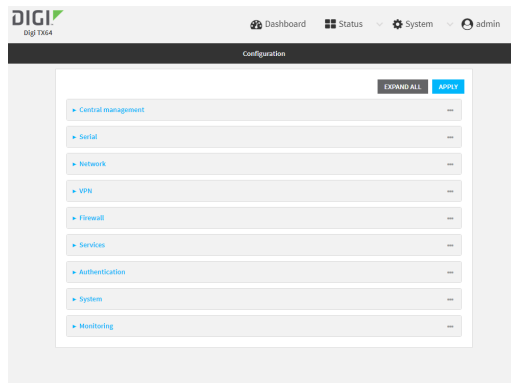 DIGI
Digi TX64
Dashboard Status System admin
Configuration
EXPAND ALL APPLY
Central management
Serial
Network
VPN
Firewall
Services
Authentication
System
Monitoring